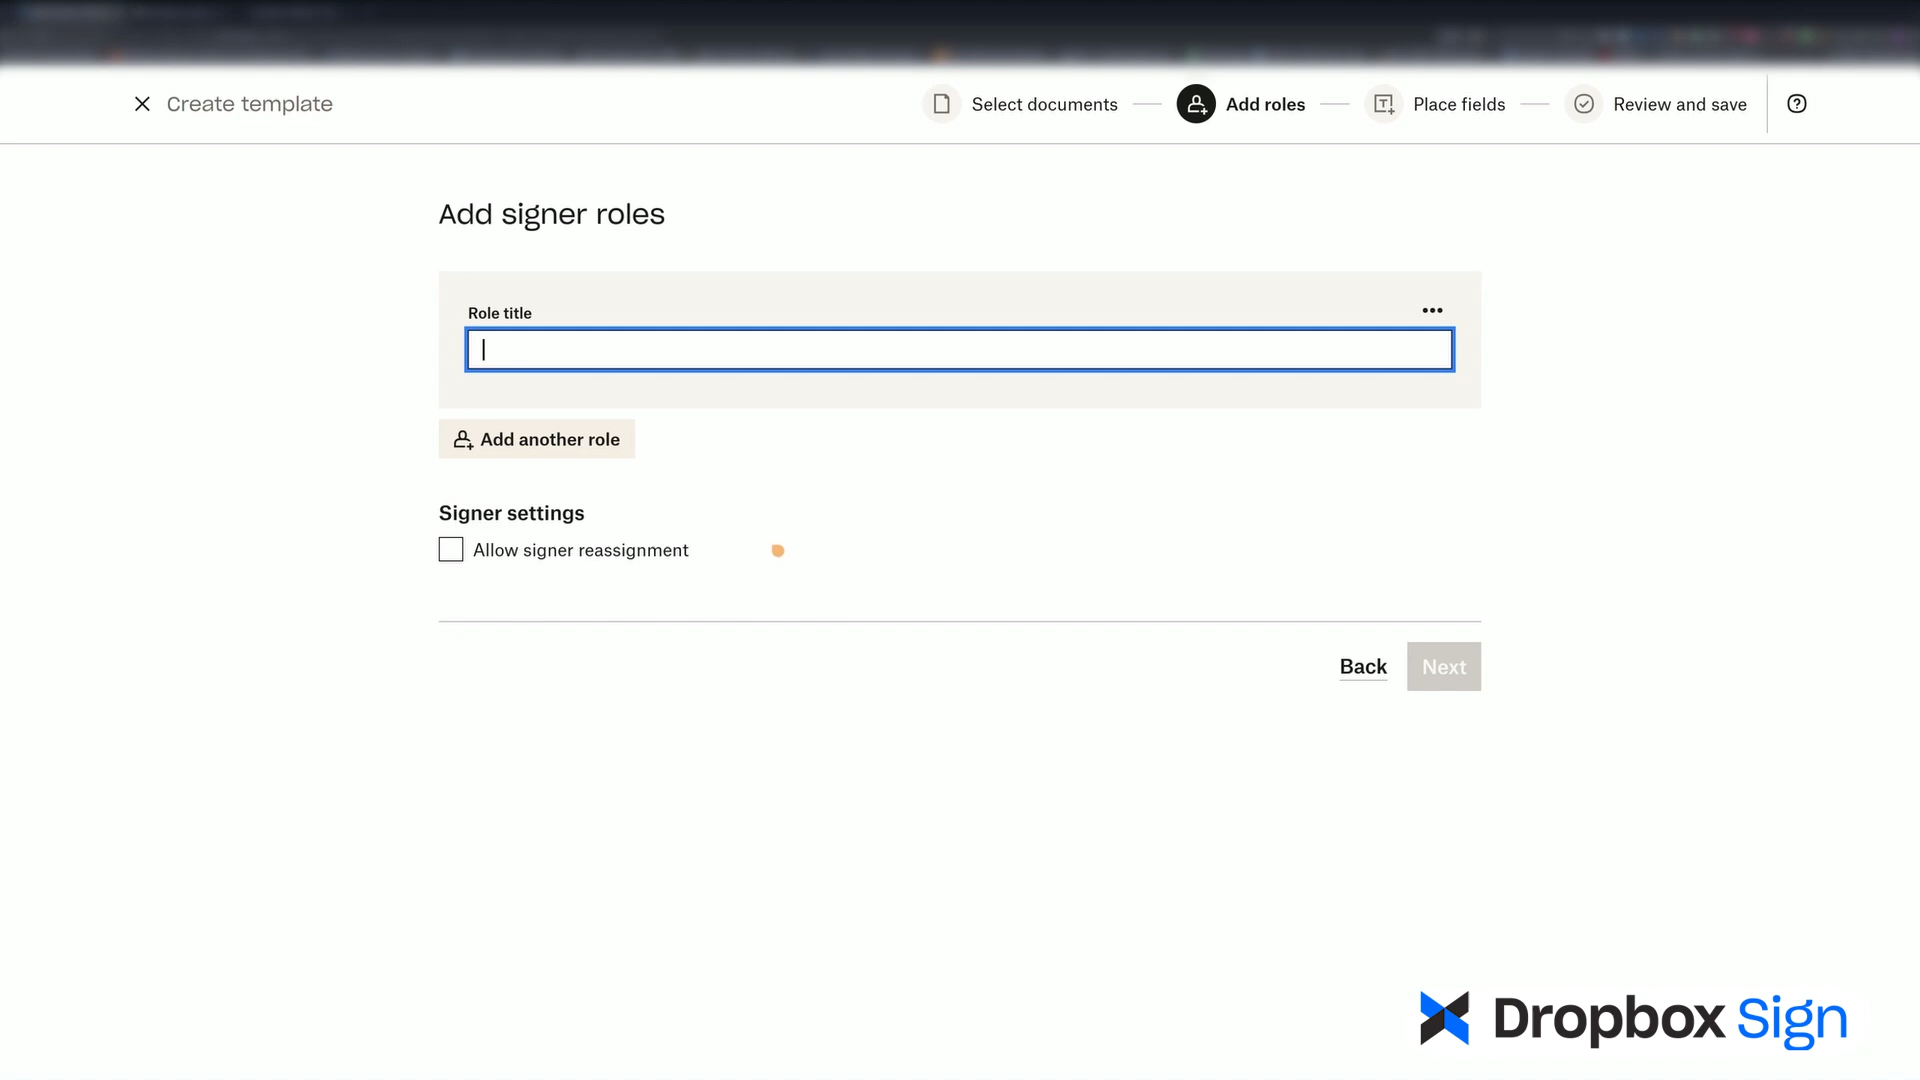 Create template
Select documents
Add roles
Place fields
Review and save
Add signer roles
Role title
Add another role
Signer settings
Allow signer reassignment
Back
Next
Dropbox Sign